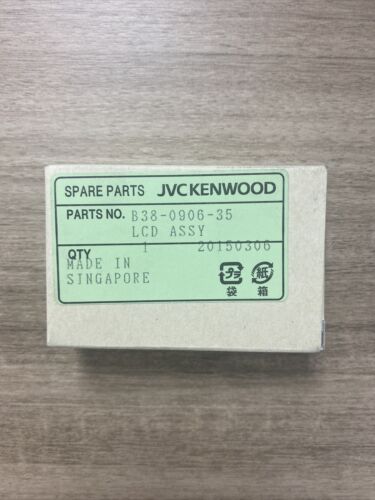 SPARE PARTS JVCKENWOOD
PARTS NO. B38-0906-35
LCD ASSY
QTY 1 20150306
MADE IN
SINGAPORE
プラ 紙
袋 箱